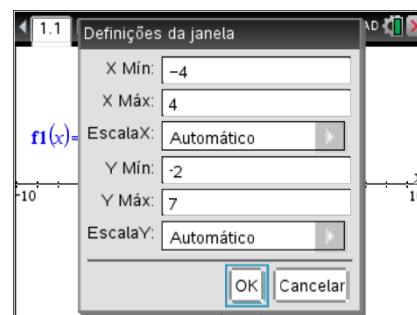 1.1 AD
Definições da janela
X Mín: −4
X Máx: 4
EscalaX: Automático
f1(x)=
Y Mín: -2
-10
Y Máx: 7
EscalaY: Automático
OK Cancelar